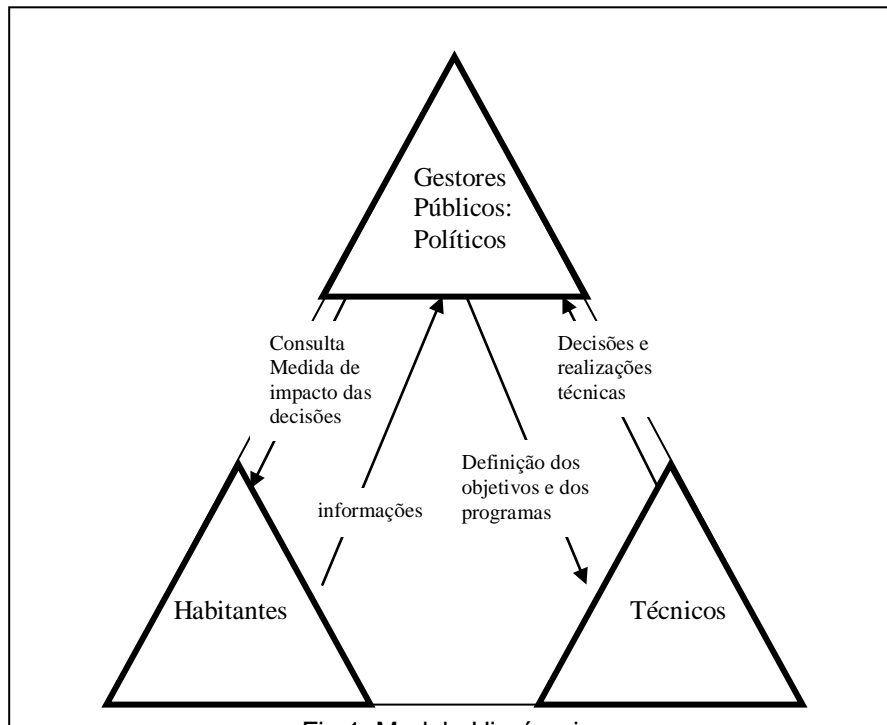 Gestores
Públicos:
Políticos
Consulta
Medida de
impacto das
decisões
Decisões e
realizações
técnicas
informações
Definição dos
objetivos e dos
programas
Habitantes
Técnicos